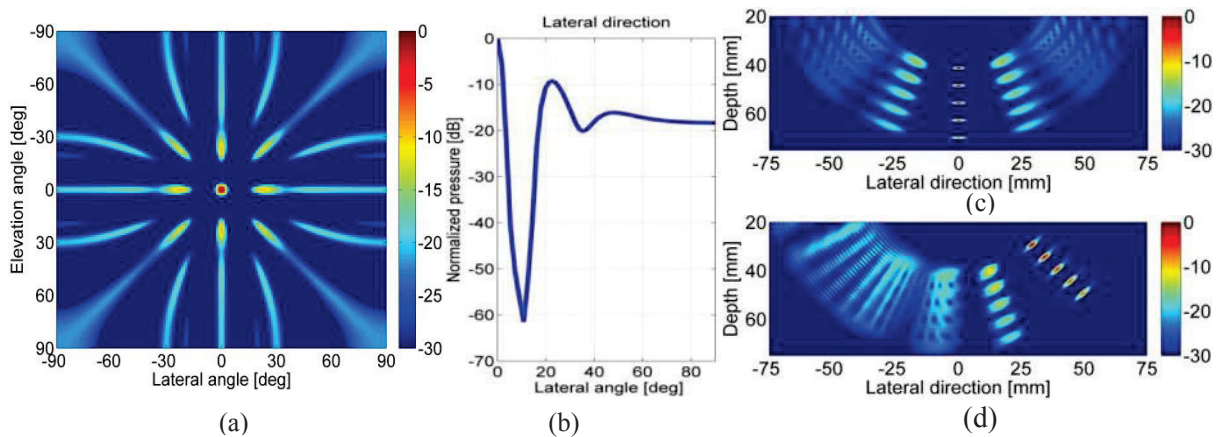 -90
-60
-30
0
30
60
90
Elevation angle [deg]
-90 -60 -30 0 30 60 90
Lateral angle [deg]
0
-5
-10
-15
-20
-25
-30
(a)
Lateral direction
0
-10
-20
-30
-40
-50
-60
-70
Normalized pressure [dB]
0 20 40 60 80
Lateral angle [deg]
(b)
20
40
60
Depth [mm]
-75 -50 -25 0 25 50 75
Lateral direction [mm]
0
-10
-20
-30
(c)
20
40
60
Depth [mm]
-75 -50 -25 0 25 50 75
Lateral direction [mm]
0
-10
-20
-30
(d)